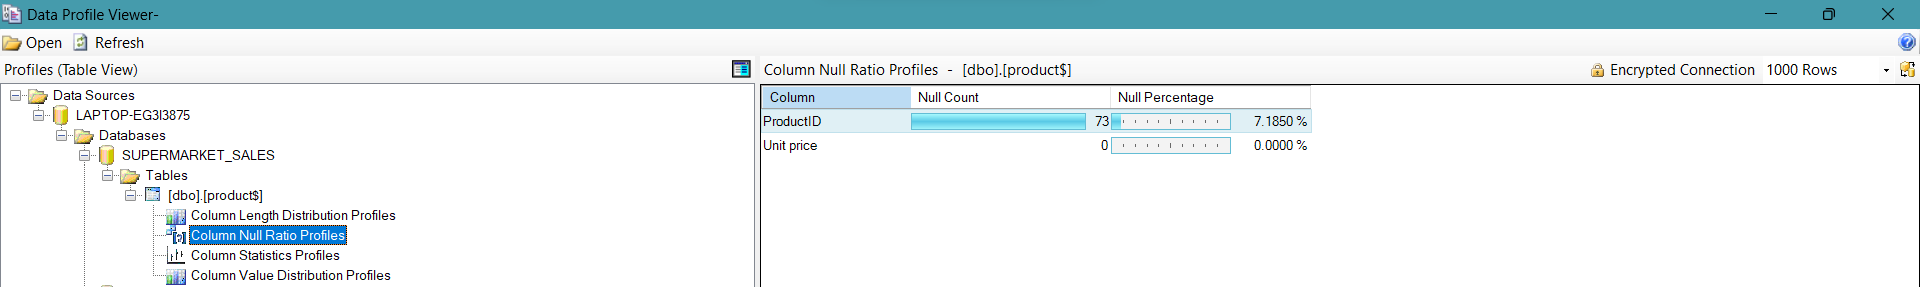 Data Profile Viewer-
Open Refresh
Profiles (Table View)
Data Sources
LAPTOP-EG3I3875
Databases
SUPERMARKET_SALES
Tables
[dbo].[product$]
Column Length Distribution Profiles
Column Null Ratio Profiles
Column Statistics Profiles
Column Value Distribution Profiles
Column Null Ratio Profiles - [dbo].[product$] Encrypted Connection 1000 Rows
Column Null Count Null Percentage
ProductID 73 7.1850 %
Unit price 0 0.0000 %